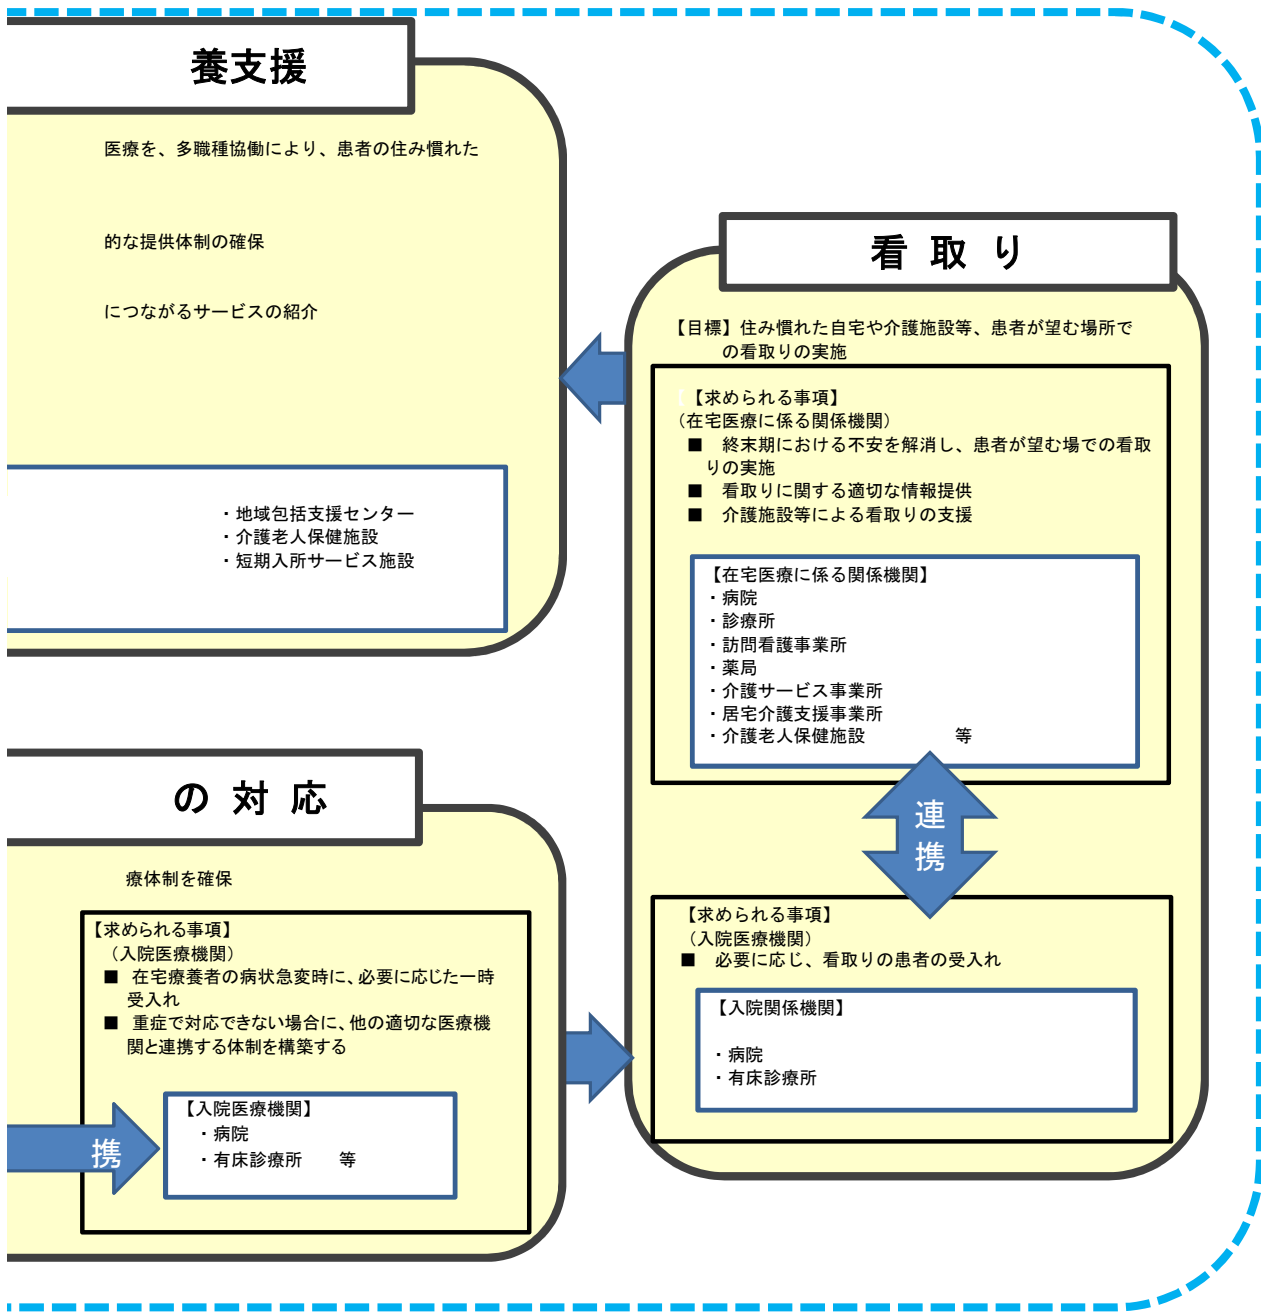 養支援
医療を、多職種協働により、患者の住み慣れた
的な提供体制の確保
につながるサービスの紹介
・地域包括支援センター
・介護老人保健施設
・短期入所サービス施設
の 対 応
療体制を確保
【求められる事項】
（入院医療機関）
■ 在宅療養者の病状急変時に、必要に応じた一時
受入れ
■ 重症で対応できない場合に、他の適切な医療機
関と連携する体制を構築する
携
【入院医療機関】
・病院
・有床診療所 等
看 取 り
【目標】住み慣れた自宅や介護施設等、患者が望む場所で
の看取りの実施
【求められる事項】
（在宅医療に係る関係機関）
■ 終末期における不安を解消し、患者が望む場での看取
りの実施
■ 看取りに関する適切な情報提供
■ 介護施設等による看取りの支援
【在宅医療に係る関係機関】
・病院
・診療所
・訪問看護事業所
・薬局
・介護サービス事業所
・居宅介護支援事業所
・介護老人保健施設 等
連
携
【求められる事項】
（入院医療機関）
■ 必要に応じ、看取りの患者の受入れ
【入院関係機関】
・病院
・有床診療所